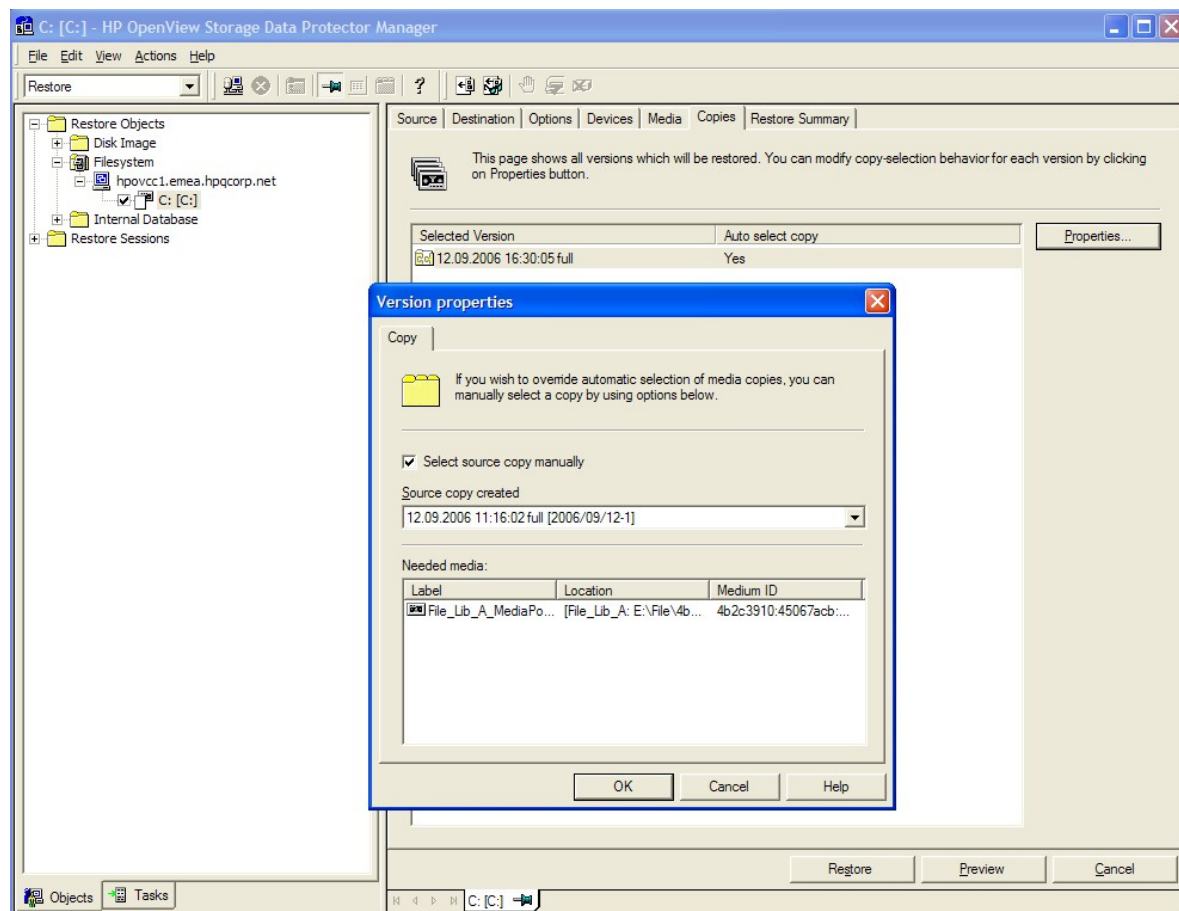 C: [C:] - HP OpenView Storage Data Protector Manager
File Edit View Actions Help
Restore
Restore Objects
Disk Image
Filesystem
hpovcc1.emea.hpqcorp.net
C: [C:]
Internal Database
Restore Sessions
Source Destination Options Devices Media Copies Restore Summary
This page shows all versions which will be restored. You can modify copy-selection behavior for each version by clicking
on Properties button.
Selected Version Auto select copy
Properties...
12.09.2006 16:30:05 full Yes
Version properties
Copy
If you wish to override automatic selection of media copies, you can
manually select a copy by using options below.
Select source copy manually
Source copy created
12.09.2006 11:16:02 full [2006/09/12-1]
Needed media:
Label Location Medium ID
File_Lib_A_MediaPo... [File_Lib_A: E:\File\4b... 4b2c3910:45067acb:...
OK Cancel Help
Restore Preview Cancel
Objects Tasks
C: [C:]